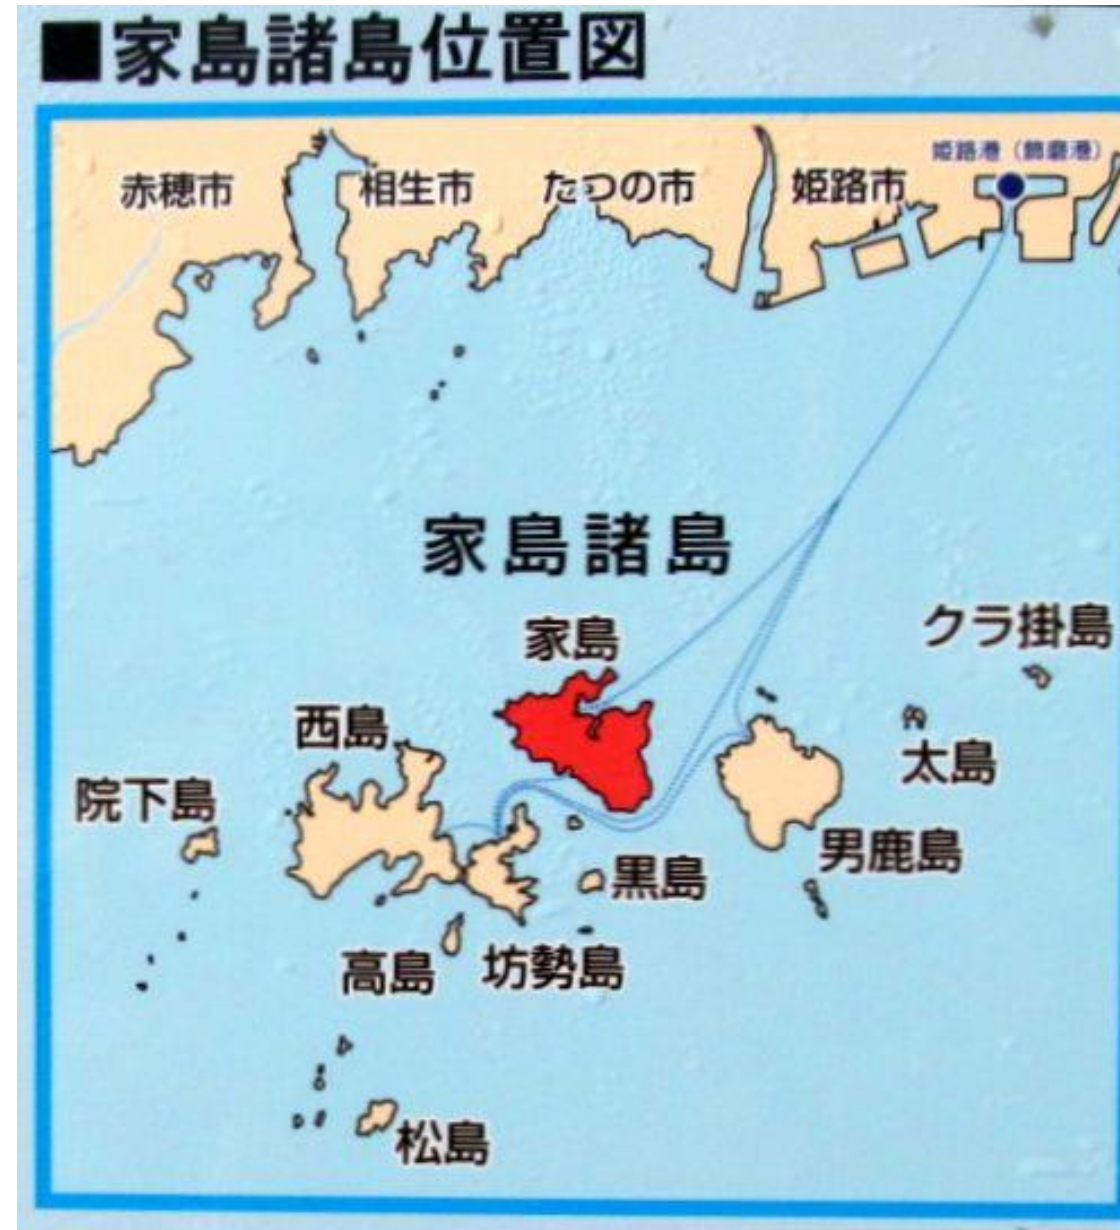 ■家島諸島位置図
姫路港（飾磨港）
赤穂市
相生市
たつの市
姫路市
家島諸島
家島
クラ掛島
西島
太島
院下島
男鹿島
黒島
高島
坊勢島
松島